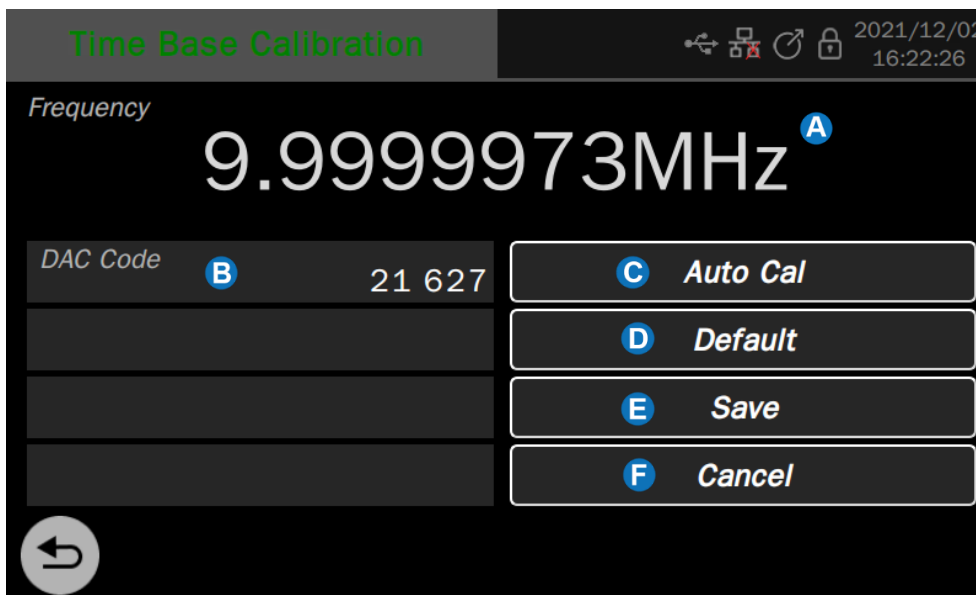 Time Base Calibration
2021/12/02
16:22:26
Frequency
9.9999973MHz
A
DAC Code
B
21 627
C Auto Cal
D Default
E Save
F Cancel